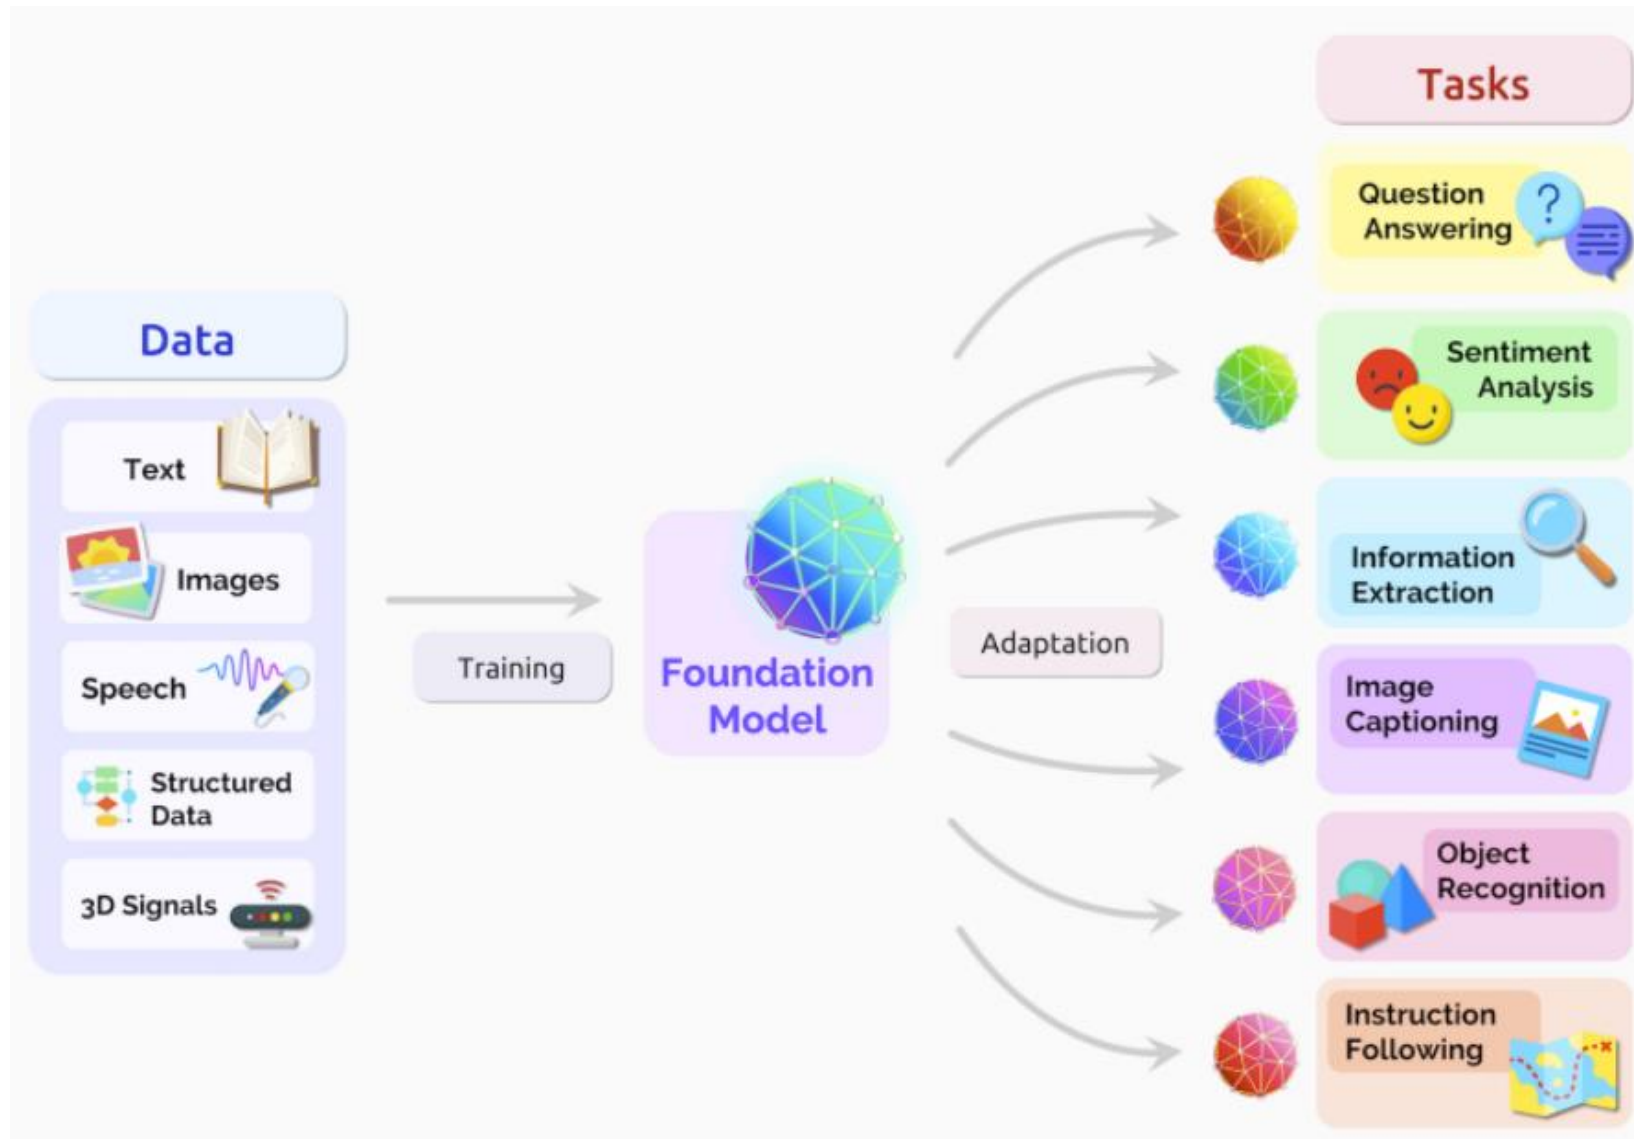 Data
Text
Images
Speech
Structured
Data
3D Signals
Training
Foundation
Model
Adaptation
Tasks
Question
Answering
?
Sentiment
Analysis
Information
Extraction
Image
Captioning
Object
Recognition
Instruction
Following